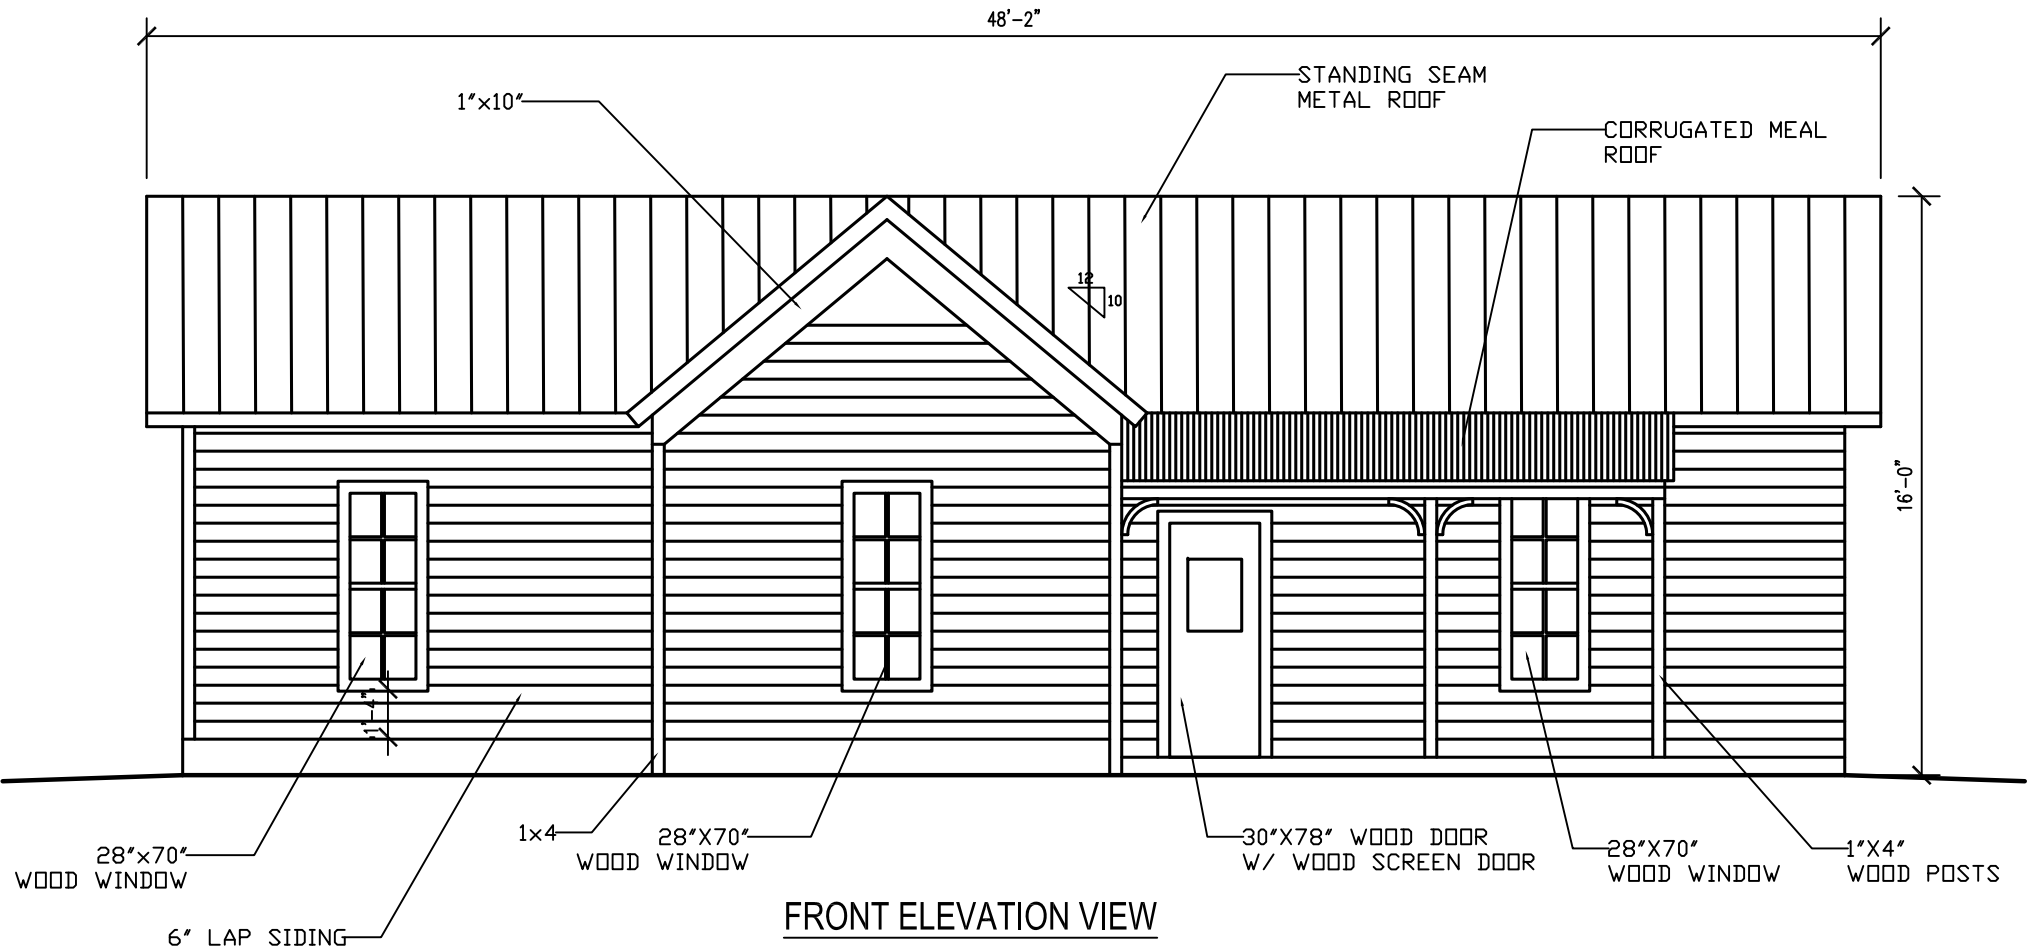 48'-2"
STANDING SEAM
METAL ROOF
1"x10"
CORRUGATED MEAL
ROOF
12
10
16'-0"
1'-4"
28"x70"
WOOD WINDOW
6" LAP SIDING
1x4
28"X70"
WOOD WINDOW
30"X78" WOOD DOOR
W/ WOOD SCREEN DOOR
28"X70"
WOOD WINDOW
1"X4"
WOOD POSTS
FRONT ELEVATION VIEW